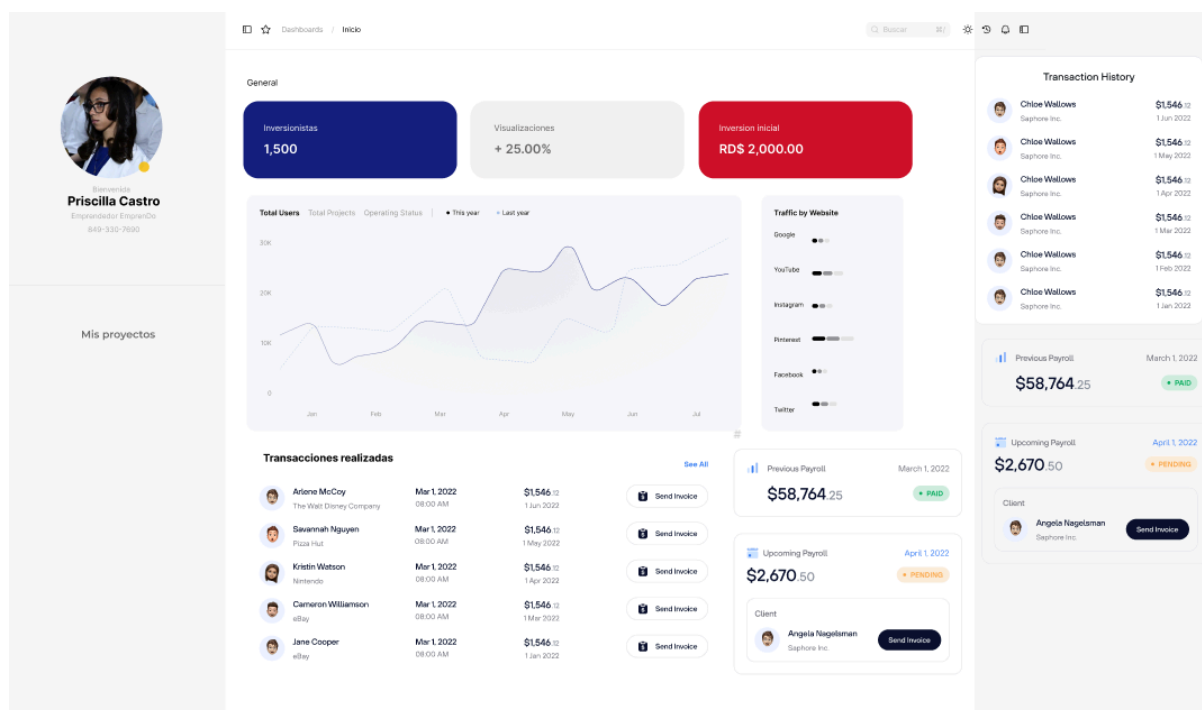 Dashboards / Inicio
Buscar ⌘/
Bienvenida
Priscilla Castro
Emprendedor EmprenDo
849-330-7690
Mis proyectos
General
Inversionistas
1,500
Visualizaciones
+ 25.00%
Inversion inicial
RD$ 2,000.00
Total Users Total Projects Operating Status | • This year • Last year
30K
20K
10K
0
Jan Feb Mar Apr May Jun Jul
Traffic by Website
Google
YouTube
Instagram
Pinterest
Facebook
Twitter
Transacciones realizadas
See All
Arlene McCoy Mar 1, 2022 $1,546.12 Send Invoice
The Walt Disney Company 08:00 AM 1 Jun 2022
Savannah Nguyen Mar 1, 2022 $1,546.12 Send Invoice
Pizza Hut 08:00 AM 1 May 2022
Kristin Watson Mar 1, 2022 $1,546.12 Send Invoice
Nintendo 08:00 AM 1 Apr 2022
Cameron Williamson Mar 1, 2022 $1,546.12 Send Invoice
eBay 08:00 AM 1 Mar 2022
Jane Cooper Mar 1, 2022 $1,546.12 Send Invoice
eBay 08:00 AM 1 Jan 2022
Previous Payroll March 1, 2022
$58,764.25 • PAID
Upcoming Payroll April 1, 2022
$2,670.50 • PENDING
Client
Angela Nagelsman Send Invoice
Saphore Inc.
Transaction History
Chloe Wallows $1,546.12
Saphore Inc. 1 Jun 2022
Chloe Wallows $1,546.12
Saphore Inc. 1 May 2022
Chloe Wallows $1,546.12
Saphore Inc. 1 Apr 2022
Chloe Wallows $1,546.12
Saphore Inc. 1 Mar 2022
Chloe Wallows $1,546.12
Saphore Inc. 1 Feb 2022
Chloe Wallows $1,546.12
Saphore Inc. 1 Jan 2022
Previous Payroll March 1, 2022
$58,764.25 • PAID
Upcoming Payroll April 1, 2022
$2,670.50 • PENDING
Client
Angela Nagelsman Send Invoice
Saphore Inc.